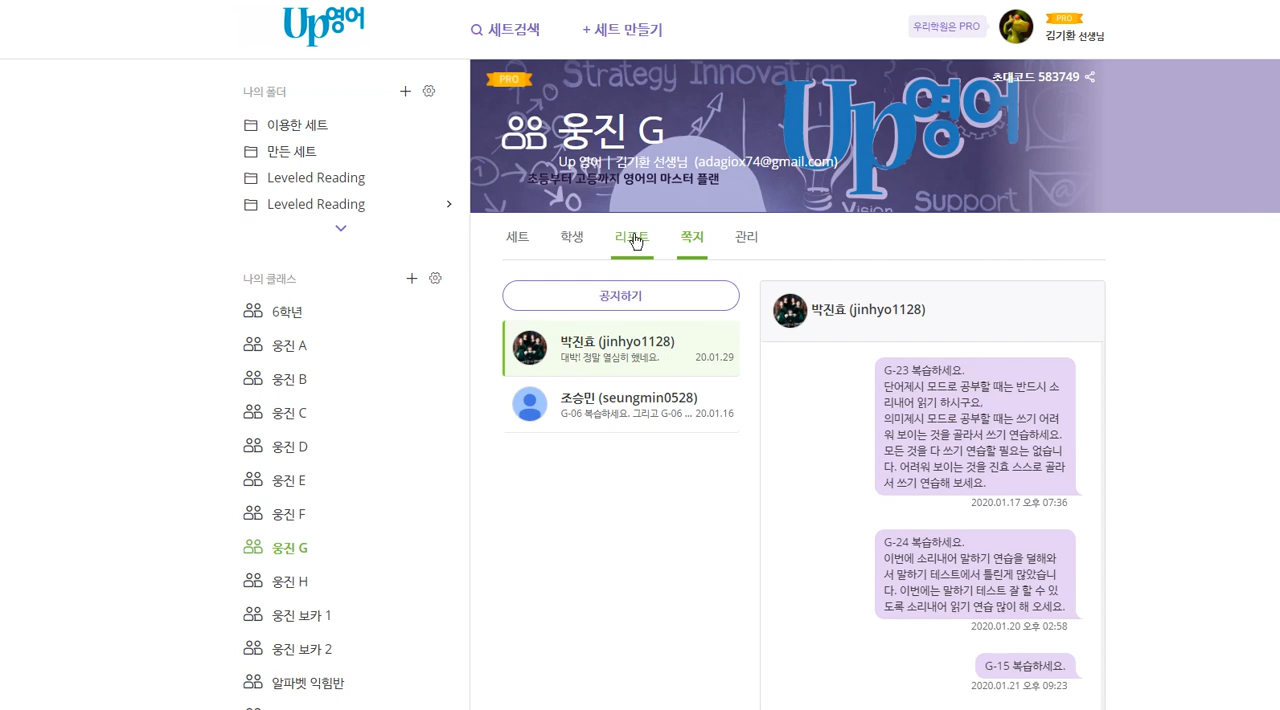 Up영어
세트검색
+ 세트 만들기
우리학원은 PRO
PRO
김기환 선생님
나의 폴더
이용한 세트
만든 세트
Leveled Reading
Leveled Reading
나의 클래스
6학년
웅진 A
웅진 B
웅진 C
웅진 D
웅진 E
웅진 F
웅진 G
웅진 H
웅진 보카 1
웅진 보카 2
알파벳 익힘반
PRO
Strategy Innovation
초대코드 583749
Up영어
웅진 G
Up 영어 | 김기환 선생님 (adagiox74@gmail.com)
초등부터 고등까지 영어의 마스터 플랜
Vision
Support
세트
학생
리포트
쪽지
관리
공지하기
박진효 (jinhyo1128)
대박! 정말 열심히 했네요. 20.01.29
조승민 (seungmin0528)
G-06 복습하세요. 그리고 G-06 ... 20.01.16
박진효 (jinhyo1128)
G-23 복습하세요.
단어제시 모드로 공부할 때는 반드시 소
리내어 읽기 하시구요.
의미제시 모드로 공부할 때는 쓰기 어려
워 보이는 것을 골라서 쓰기 연습하세요.
모든 것을 다 쓰기 연습할 필요는 없습니
다. 어려워 보이는 것을 진효 스스로 골라
서 쓰기 연습해 보세요.
2020.01.17 오후 07:36
G-24 복습하세요.
이번에 소리내어 말하기 연습을 덜해와
서 말하기 테스트에서 틀린게 많았습니
다. 이번에는 말하기 테스트 잘 할 수 있
도록 소리내어 읽기 연습 많이 해 오세요.
2020.01.20 오후 02:58
G-15 복습하세요.
2020.01.21 오후 09:23